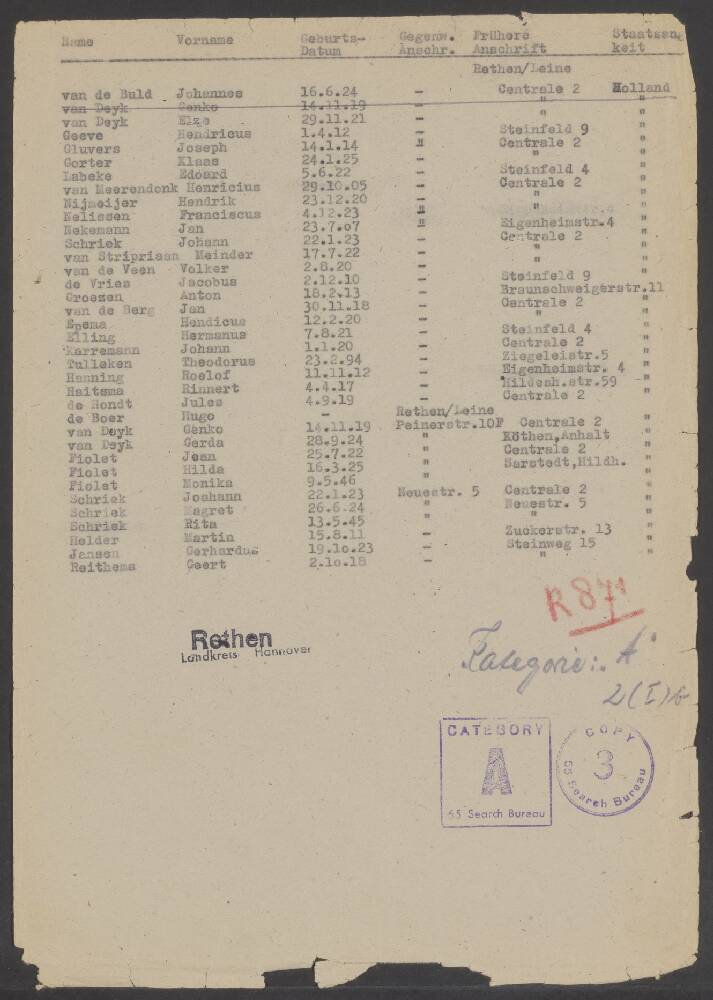 Name Vorname Geburts- Gegenw. Frühere Staatsang
Datum Anschr. Anschrift keit
Rethen/Leine
van de Buld Johannes 16.6.24 - Centrale 2 Holland
van Deyk Genko 14.11.19 - " "
van Deyk Elze 29.11.21 - "
Geeve Hendricus 1.4.12 - Steinfeld 9 "
Gluvers Joseph 14.1.14 " Centrale 2 "
Gorter Klaas 24.1.25 - " "
Labeke Edoard 5.6.22 - Steinfeld 4 "
van Meerendonk Henricius 29.10.05 - Centrale 2 "
Nijmeijer Hendrik 23.12.20 - " "
Nelissen Franciscus 4.12.23 " " "
Nekemann Jan 23.7.07 " Eigenheimstr.4 "
Schriek Johann 22.1.23 - Centrale 2 "
van Stripriaan Meinder 17.7.22 - " "
van de Veen Volker 2.8.20 - " "
de Vries Jacobus 2.12.10 - Steinfeld 9 "
Groezen Anton 18.2.13 - Braunschweigerstr.11
van de Berg Jan 30.11.18 - Centrale 2 "
Epema Hendicus 12.2.20 - " "
Elling Hermanus 7.8.21 - Steinfeld 4 "
Karremann Johann 1.1.20 - Centrale 2 "
Tulleken Theodorus 23.2.94 - Ziegeleistr.5 "
Henning Roelof 11.11.12 - Eigenheimstr. 4 "
Haitsma Rinnert 4.4.17 - Hildesh.str.59 - "
de Hondt Jules 4.9.19 - Centrale 2 "
de Boer Hugo - Rethen/Leine
van Deyk Genko 14.11.19 Peinerstr.10F Centrale 2 "
van Deyk Gerda 28.9.24 " Köthen,Anhalt "
Fiolet Jean 25.7.22 " Centrale 2 "
Fiolet Hilda 16.3.25 " Sarstedt,Hildh. "
Fiolet Monika 9.5.46 " "
Schriek Joahann 22.1.23 Neuestr. 5 Centrale 2 "
Schriek Magret 26.6.24 " Neuestr. 5 "
Schriek Rita 13.5.45 " " "
Helder Martin 15.8.11 - Zuckerstr. 13 "
Jansen Gerhardus 19.10.23 - Steinweg 15 "
Reithema Geert 2.10.18 -
R 871
Rethen
Landkreis Hannover
Kategorie: A
2(I)
CATEGORY
A
65 Search Bureau
COPY
3
Search Bureau